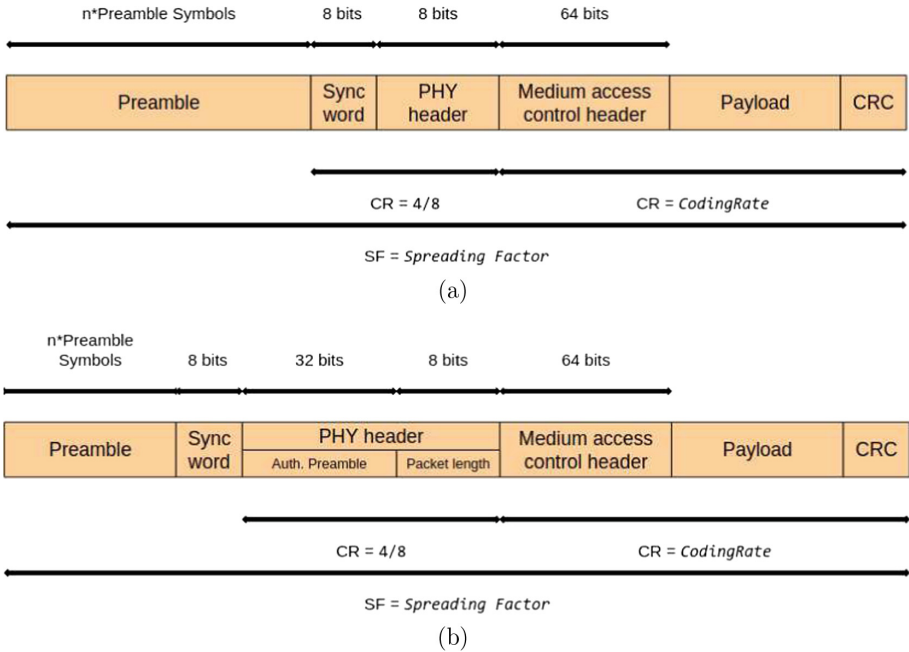 n*Preamble Symbols 8 bits 8 bits 64 bits
Preamble Sync word PHY header Medium access control header Payload CRC
CR = 4/8 CR = CodingRate
SF = Spreading Factor
(a)
n*Preamble Symbols 8 bits 32 bits 8 bits 64 bits
Preamble Sync word PHY header Auth. Preamble Packet length Medium access control header Payload CRC
CR = 4/8 CR = CodingRate
SF = Spreading Factor
(b)